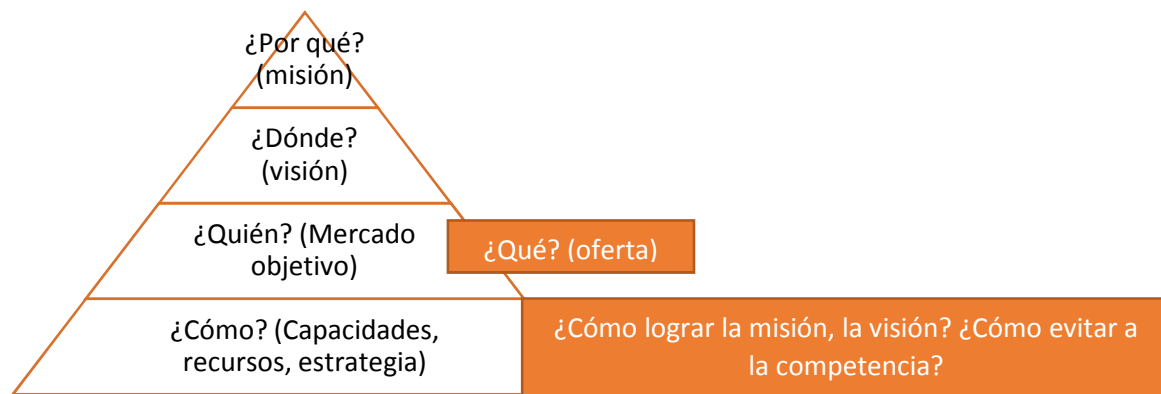 ¿Por qué?
(misión)
¿Dónde?
(visión)
¿Quién? (Mercado
objetivo)
¿Qué? (oferta)
¿Cómo? (Capacidades,
recursos, estrategia)
¿Cómo lograr la misión, la visión? ¿Cómo evitar a
la competencia?